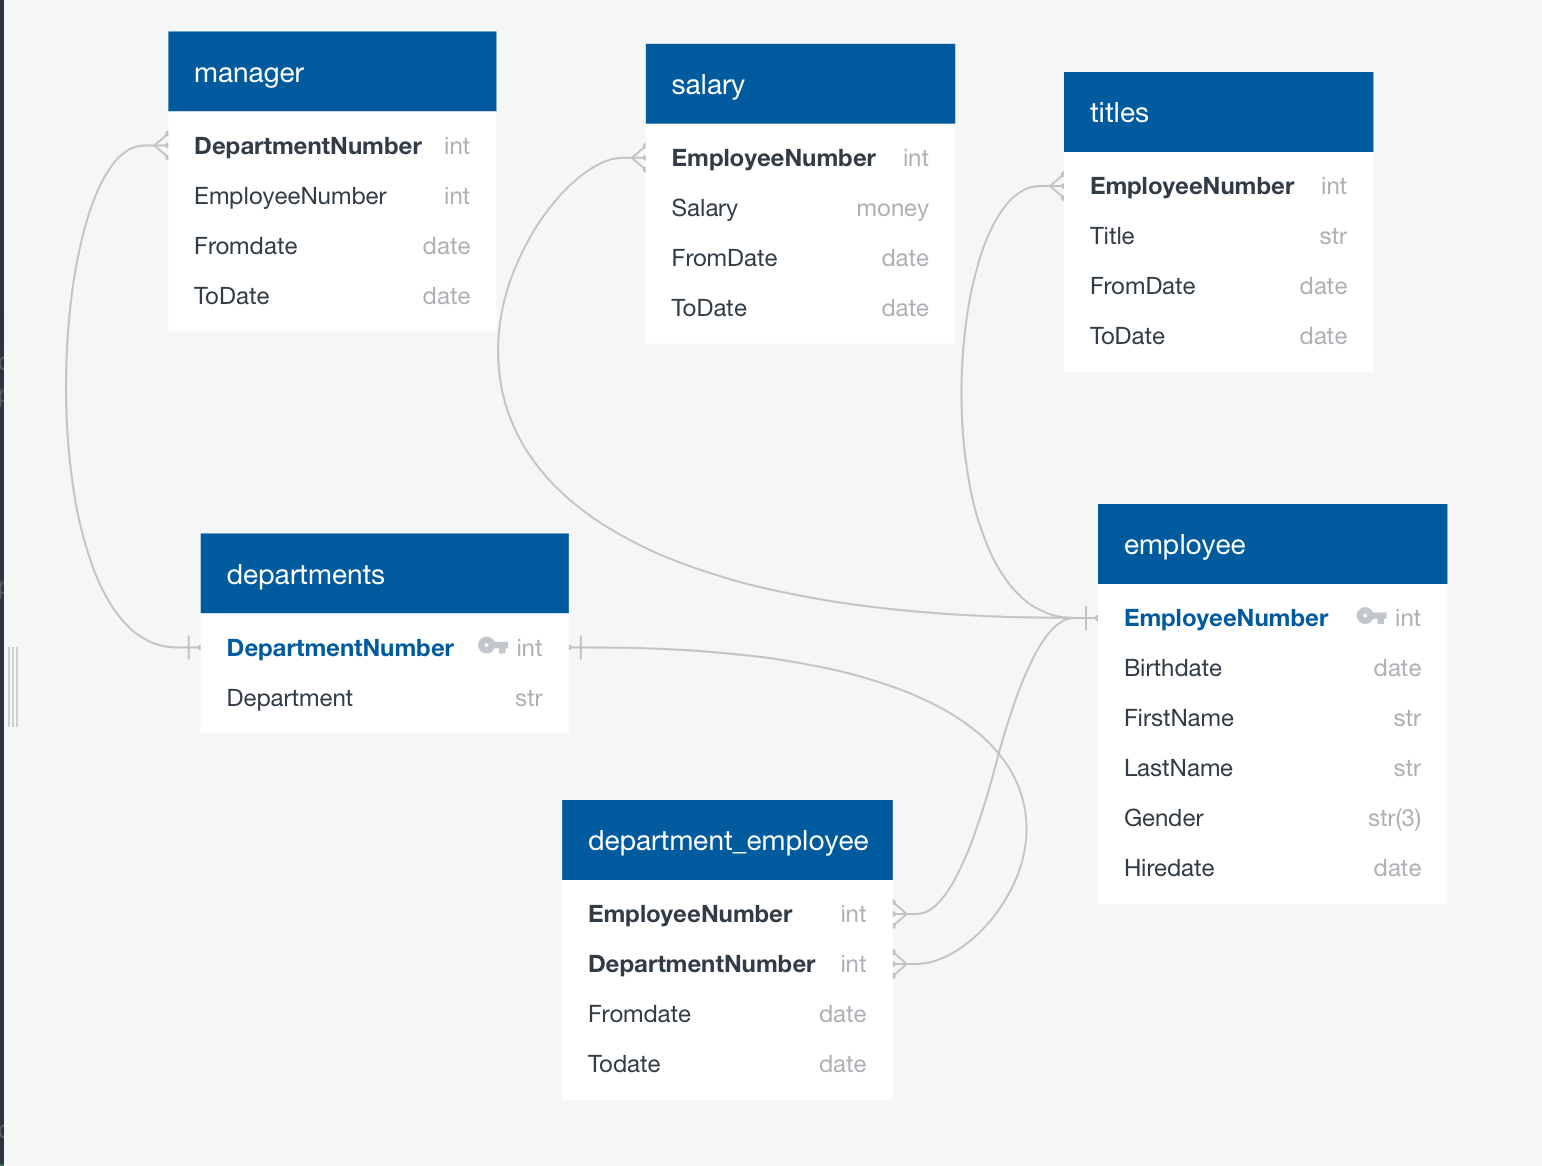 manager
DepartmentNumber int
EmployeeNumber int
Fromdate date
ToDate date
salary
EmployeeNumber int
Salary money
FromDate date
ToDate date
titles
EmployeeNumber int
Title str
FromDate date
ToDate date
departments
DepartmentNumber int
Department str
employee
EmployeeNumber int
Birthdate date
FirstName str
LastName str
Gender str(3)
Hiredate date
department_employee
EmployeeNumber int
DepartmentNumber int
Fromdate date
Todate date